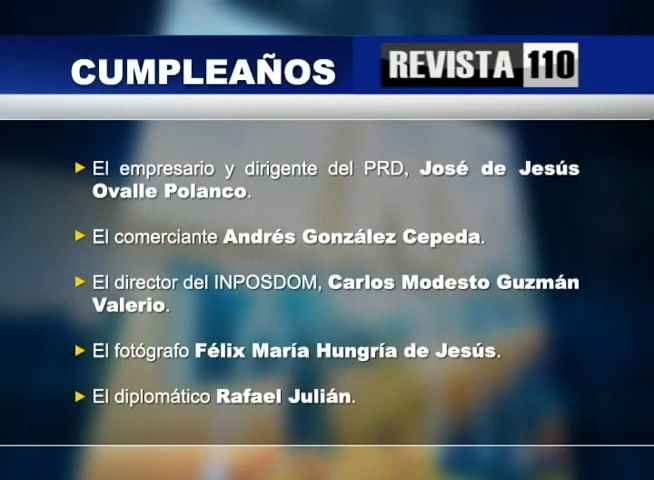 CUMPLEAÑOS
REVISTA 110
El empresario y dirigente del PRD, José de Jesús
Ovalle Polanco.
El comerciante Andrés González Cepeda.
El director del INPOSDOM, Carlos Modesto Guzmán
Valerio.
El fotógrafo Félix María Hungría de Jesús.
El diplomático Rafael Julián.